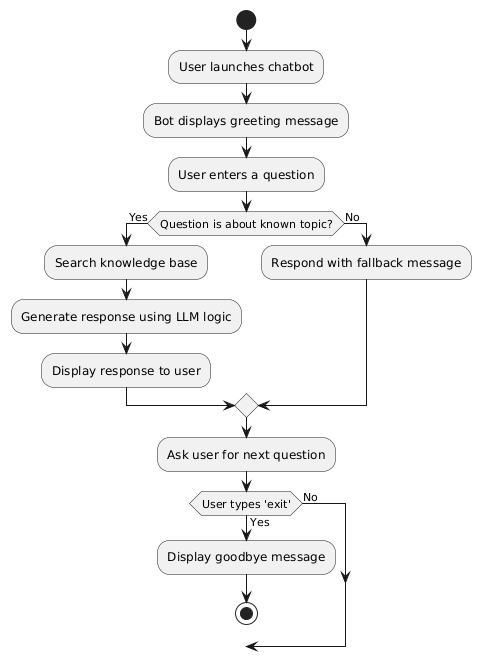 User launches chatbot
Bot displays greeting message
User enters a question
Yes
Question is about known topic?
No
Search knowledge base
Respond with fallback message
Generate response using LLM logic
Display response to user
Ask user for next question
User types 'exit'
No
Yes
Display goodbye message